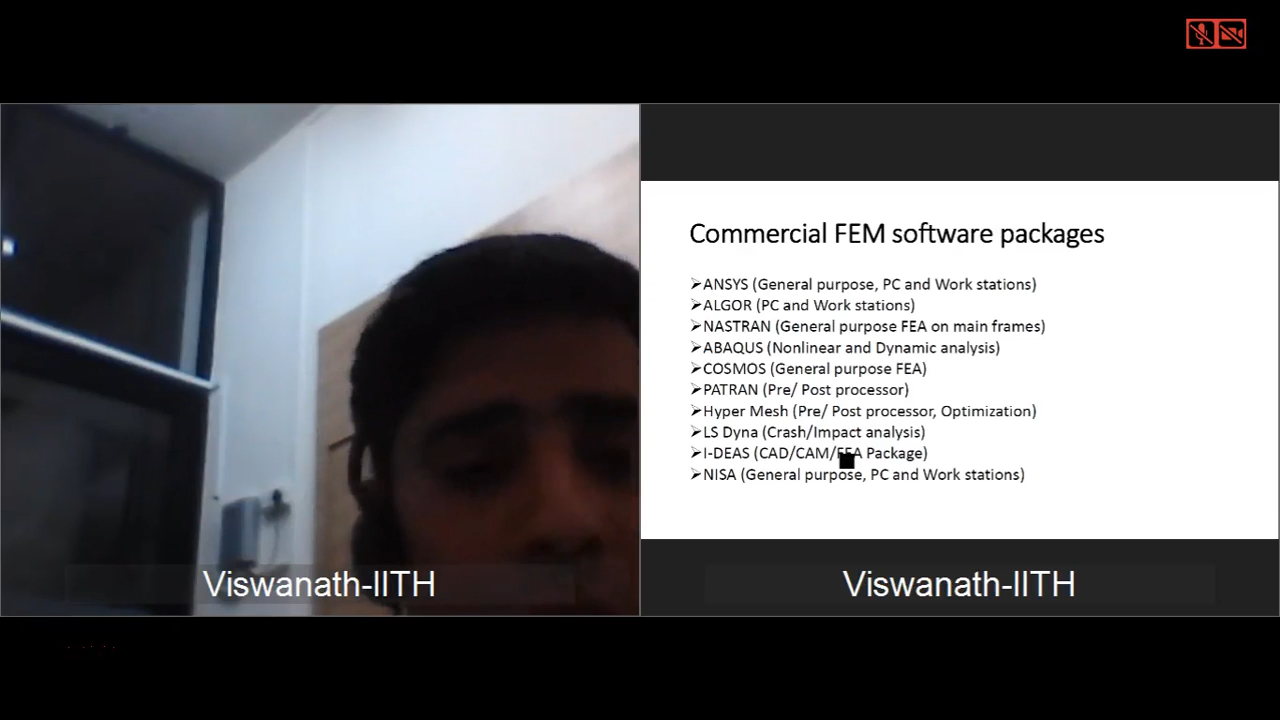 Commercial FEM software packages
➢ANSYS (General purpose, PC and Work stations)
➢ALGOR (PC and Work stations)
➢NASTRAN (General purpose FEA on main frames)
➢ABAQUS (Nonlinear and Dynamic analysis)
➢COSMOS (General purpose FEA)
➢PATRAN (Pre/ Post processor)
➢Hyper Mesh (Pre/ Post processor, Optimization)
➢LS Dyna (Crash/Impact analysis)
➢I-DEAS (CAD/CAM/FEA Package)
➢NISA (General purpose, PC and Work stations)
Viswanath-IITH
Viswanath-IITH